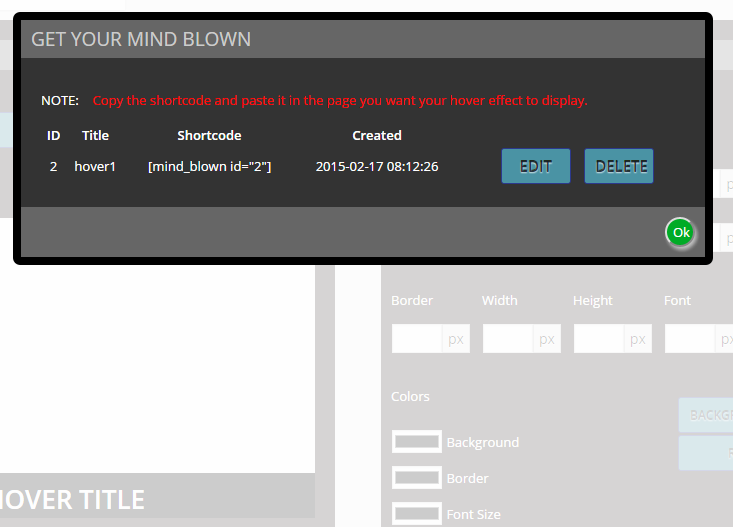 GET YOUR MIND BLOWN
NOTE: Copy the shortcode and paste it in the page you want your hover effect to display.
ID Title Shortcode Created
2 hover1 [mind_blown id="2"] 2015-02-17 08:12:26 EDIT DELETE
Ok
Border Width Height Font
px px px px
Colors
Background
Border
Font Size
HOVER TITLE